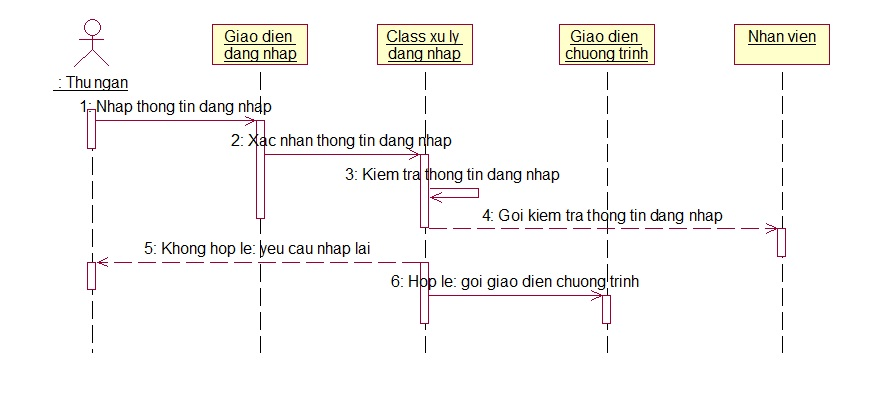 : Thu ngan
Giao dien
dang nhap
Class xu ly
dang nhap
Giao dien
chuong trinh
Nhan vien
1: Nhap thong tin dang nhap
2: Xac nhan thong tin dang nhap
3: Kiem tra thong tin dang nhap
4: Goi kiem tra thong tin dang nhap
5: Khong hop le: yeu cau nhap lai
6: Hop le: goi giao dien chuong trinh